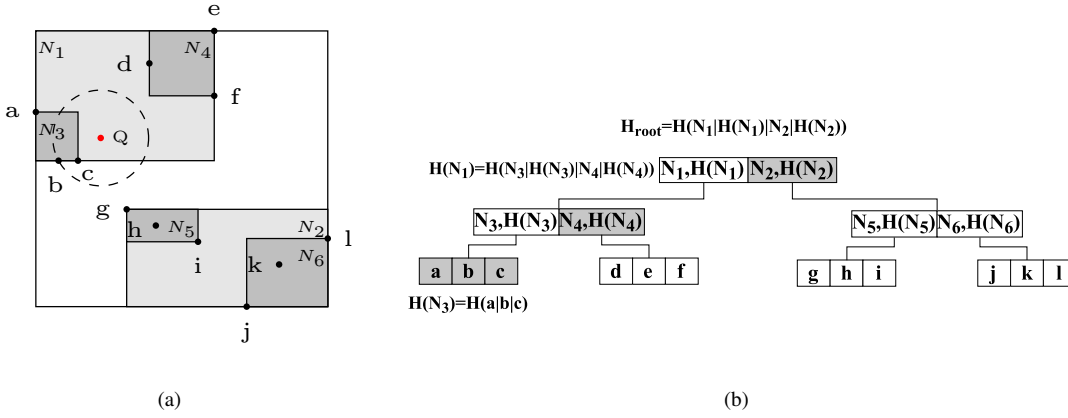 e
N₁
N₄
d
a
f
N₃
Q
b
c
g
h
N₅
N₂
l
i
k
N₆
j
(a)
H_root=H(N₁|H(N₁)|N₂|H(N₂))
H(N₁)=H(N₃|H(N₃)|N₄|H(N₄))
N₁,H(N₁) N₂,H(N₂)
N₃,H(N₃) N₄,H(N₄)
N₅,H(N₅) N₆,H(N₆)
a b c
d e f
g h i
j k l
H(N₃)=H(a|b|c)
(b)